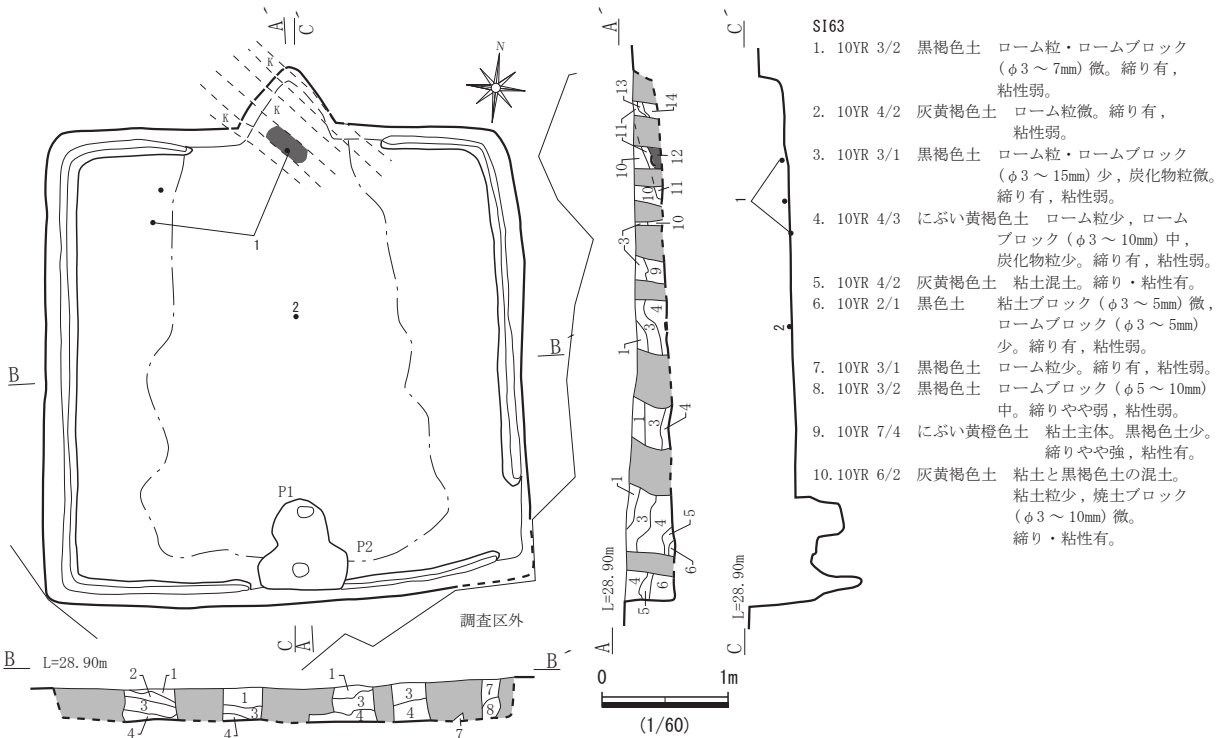 SI63
1. 10YR 3/2 黒褐色土 ローム粒・ロームブロック
(φ3～7mm) 微。締り有，
粘性弱。
2. 10YR 4/2 灰黄褐色土 ローム粒微。締り有，
粘性弱。
3. 10YR 3/1 黒褐色土 ローム粒・ロームブロック
(φ3～15mm) 少，炭化物粒微。
締り有，粘性弱。
4. 10YR 4/3 にぶい黄褐色土 ローム粒少，ローム
ブロック (φ3～10mm) 中，
炭化物粒少。締り有，粘性弱。
5. 10YR 4/2 灰黄褐色土 粘土混土。締り・粘性有。
6. 10YR 2/1 黒色土 粘土ブロック (φ3～5mm) 微，
ロームブロック (φ3～5mm)
少。締り有，粘性弱。
7. 10YR 3/1 黒褐色土 ローム粒少。締り有，粘性弱。
8. 10YR 3/2 黒褐色土 ロームブロック (φ5～10mm)
中。締りやや弱，粘性弱。
9. 10YR 7/4 にぶい黄橙色土 粘土主体。黒褐色土少。
締りやや強，粘性有。
10. 10YR 6/2 灰黄褐色土 粘土と黒褐色土の混土。
粘土粒少，焼土ブロック
(φ3～10mm) 微。
締り・粘性有。
A´ C´
N
K
K
K
1
2
B B´
P1
P2
調査区外
C A
B L=28.90m B´
2 1 1
3 1 3 3 4 7
3 4 8
4 4 7
A´
13 14
11
12
10 10 11
3 10
9
4
3
1
1 3 4
1
3 4 5
6
4 6
5
L=28.90m
A
C´
1
2
L=28.90m
C
0 1m
(1/60)